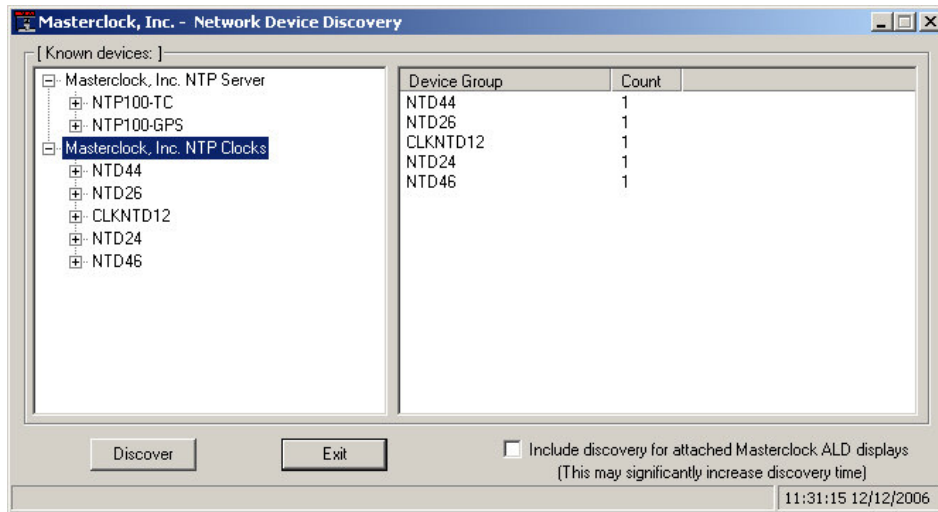 Masterclock, Inc. - Network Device Discovery
[ Known devices: ]
Masterclock, Inc. NTP Server
NTP100-TC
NTP100-GPS
Masterclock, Inc. NTP Clocks
NTD44
NTD26
CLKNTD12
NTD24
NTD46
Device Group Count
NTD44 1
NTD26 1
CLKNTD12 1
NTD24 1
NTD46 1
Discover
Exit
Include discovery for attached Masterclock ALD displays
(This may significantly increase discovery time)
11:31:15 12/12/2006